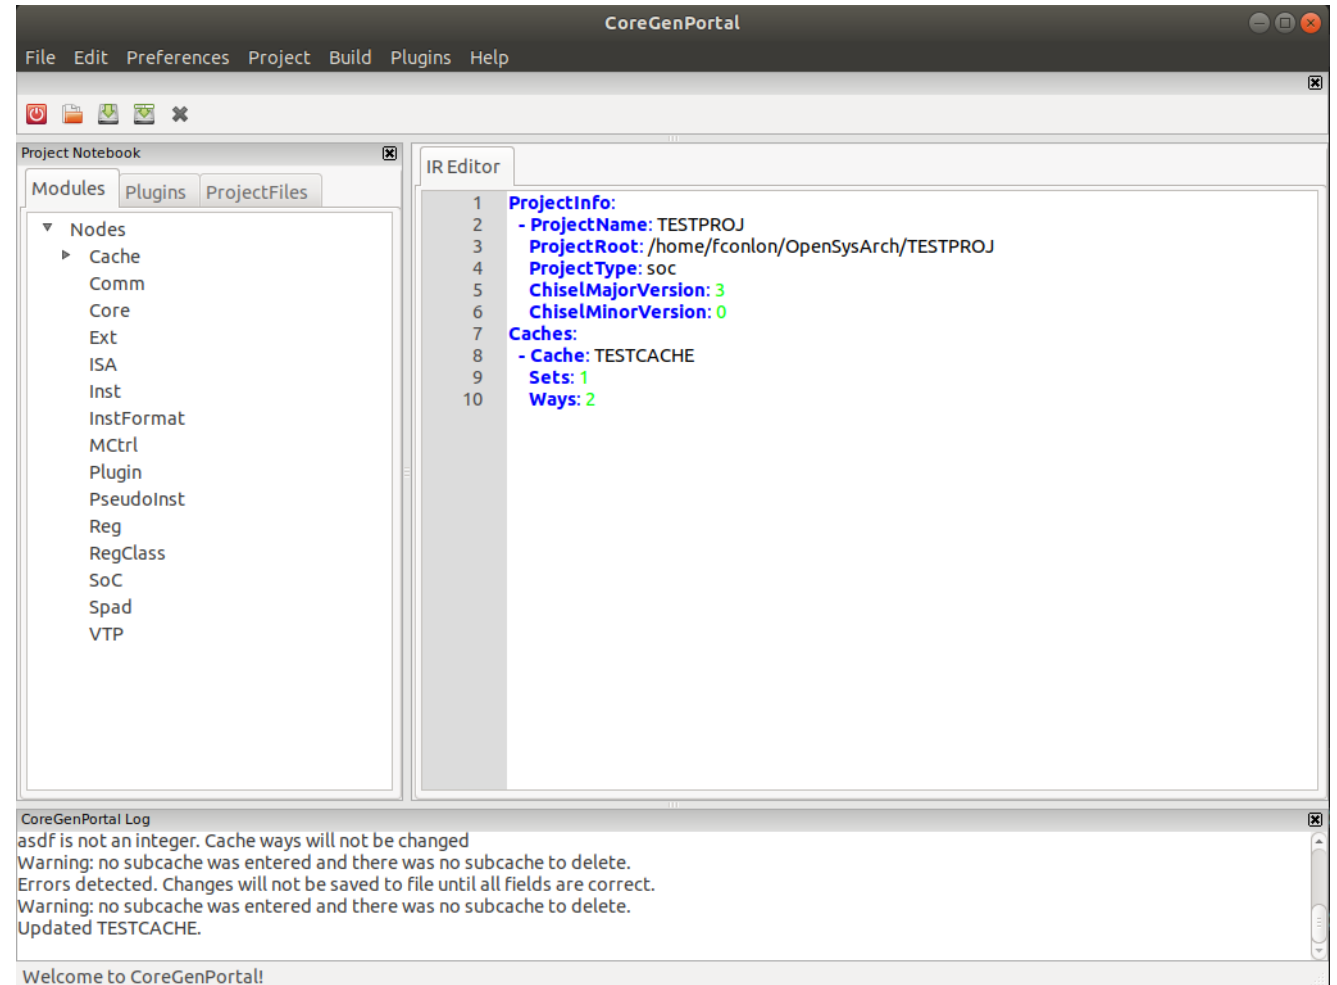 CoreGenPortal
File Edit Preferences Project Build Plugins Help
Project Notebook
Modules Plugins ProjectFiles
Nodes
Cache
Comm
Core
Ext
ISA
Inst
InstFormat
MCtrl
Plugin
PseudoInst
Reg
RegClass
SoC
Spad
VTP
IR Editor
1 ProjectInfo:
2 - ProjectName: TESTPROJ
3 ProjectRoot: /home/fconlon/OpenSysArch/TESTPROJ
4 ProjectType: soc
5 ChiselMajorVersion: 3
6 ChiselMinorVersion: 0
7 Caches:
8 - Cache: TESTCACHE
9 Sets: 1
10 Ways: 2
CoreGenPortal Log
asdf is not an integer. Cache ways will not be changed
Warning: no subcache was entered and there was no subcache to delete.
Errors detected. Changes will not be saved to file until all fields are correct.
Warning: no subcache was entered and there was no subcache to delete.
Updated TESTCACHE.
Welcome to CoreGenPortal!